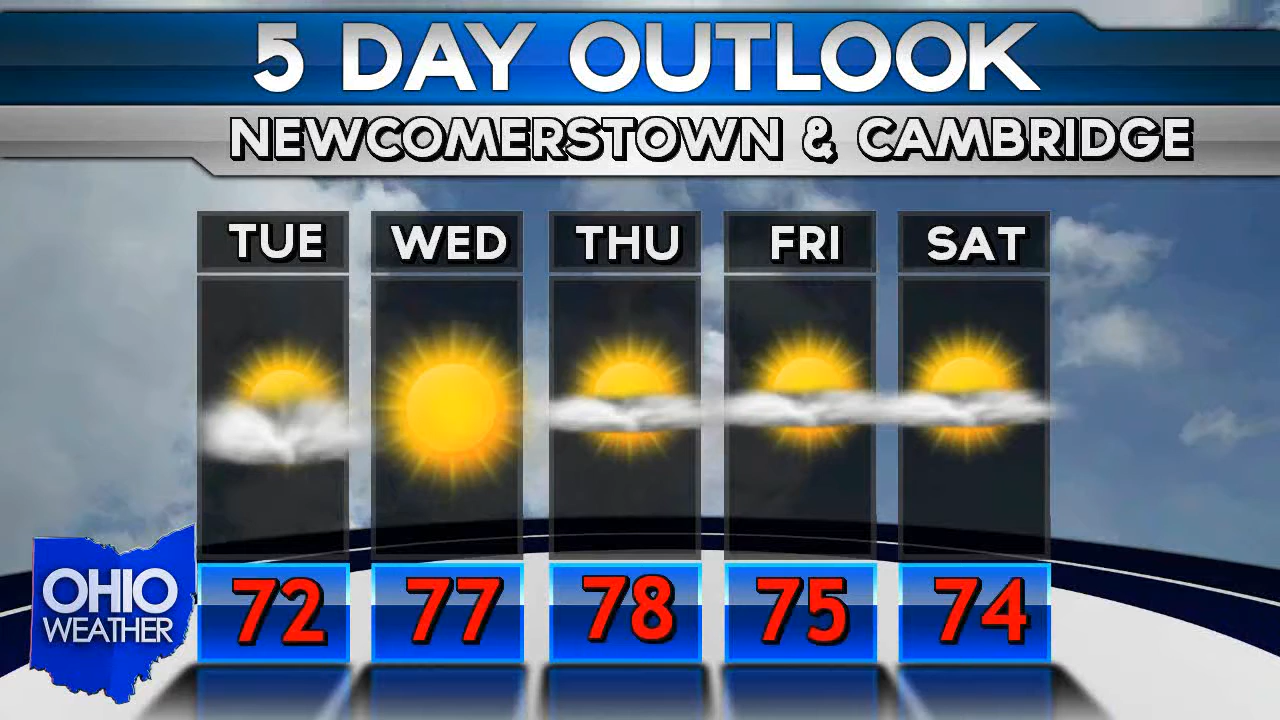 5 DAY OUTLOOK
NEWCOMERSTOWN & CAMBRIDGE
TUE WED THU FRI SAT
72 77 78 75 74
OHIO
WEATHER